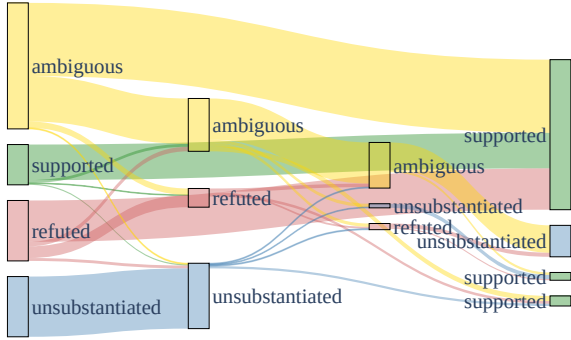 ambiguous
supported
refuted
unsubstantiated
ambiguous
refuted
unsubstantiated
ambiguous
unsubstantiated
refuted
supported
unsubstantiated
supported
supported